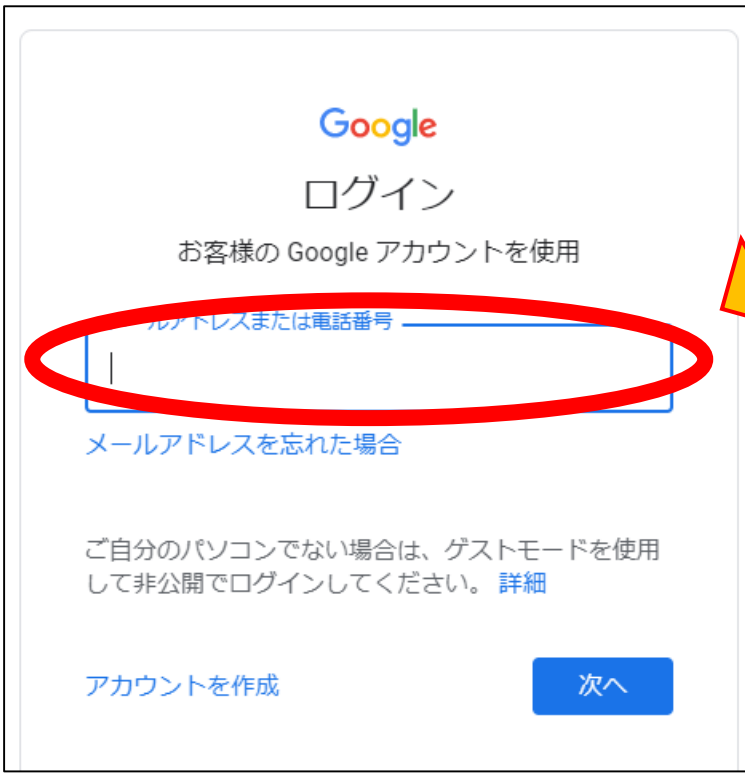 Google
ログイン
お客様の Google アカウントを使用
ルアドレスまたは電話番号
メールアドレスを忘れた場合
ご自分のパソコンでない場合は、ゲストモードを使用
して非公開でログインしてください。 詳細
アカウントを作成
次へ